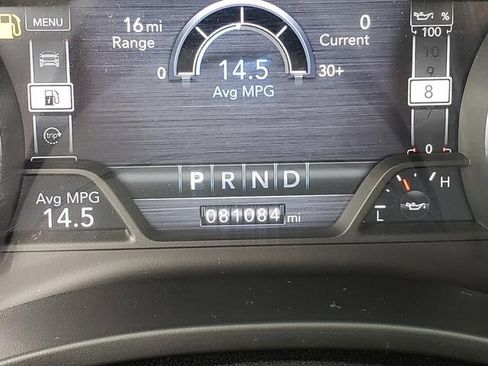 MENU
16 mi
Range
0
Current
%
100
10
9
8
0
0
30+
14.5
Avg MPG
trip
P R N D
Avg MPG
14.5
081084 mi
L
H